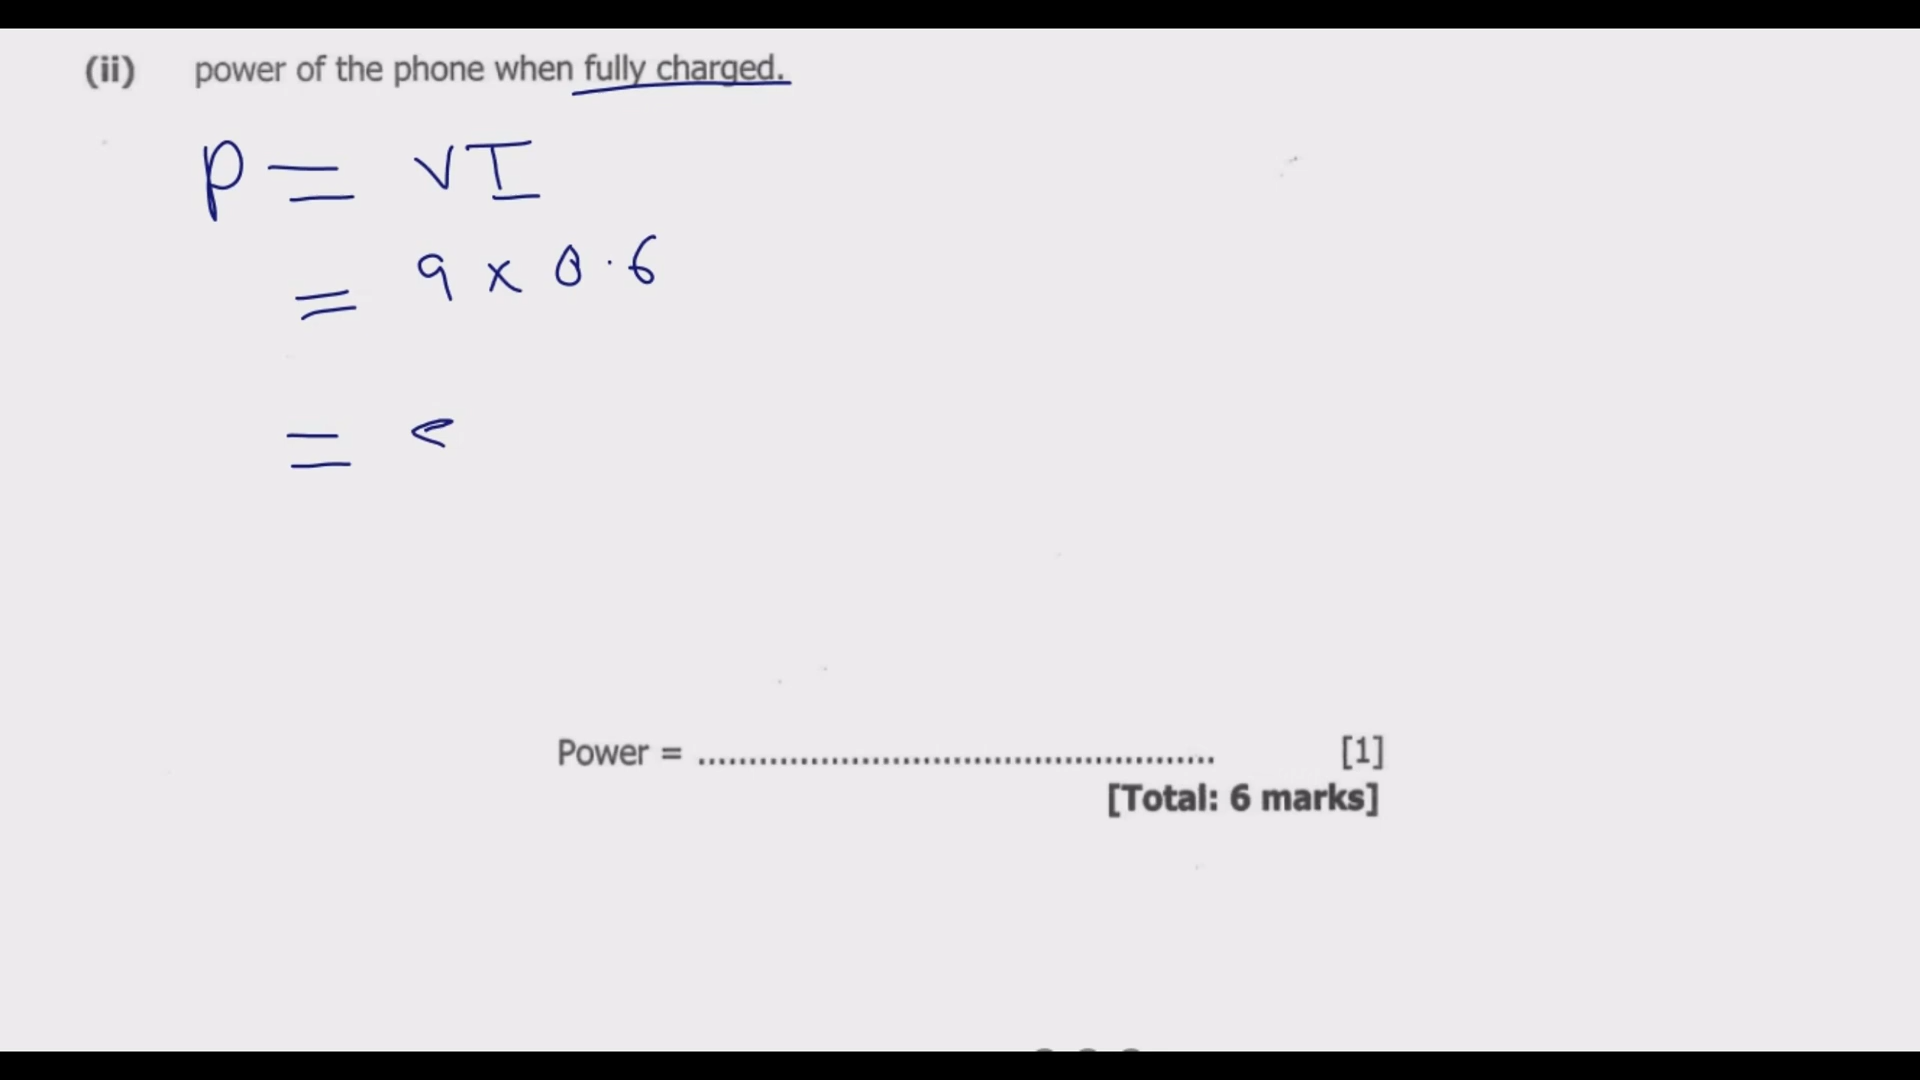 (ii) power of the phone when fully charged.
P = VI
= 9 x 0.6
=
Power = .................................................. [1]
[Total: 6 marks]